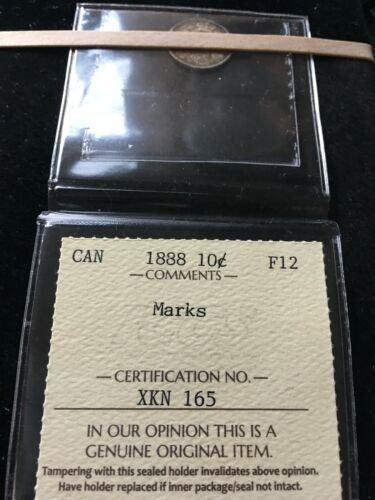 CAN 1888 10¢ F12
COMMENTS
Marks
CERTIFICATION NO.
XKN 165
IN OUR OPINION THIS IS A
GENUINE ORIGINAL ITEM.
Tampering with this sealed holder invalidates above opinion.
Have holder replaced if inner package/seal not intact.